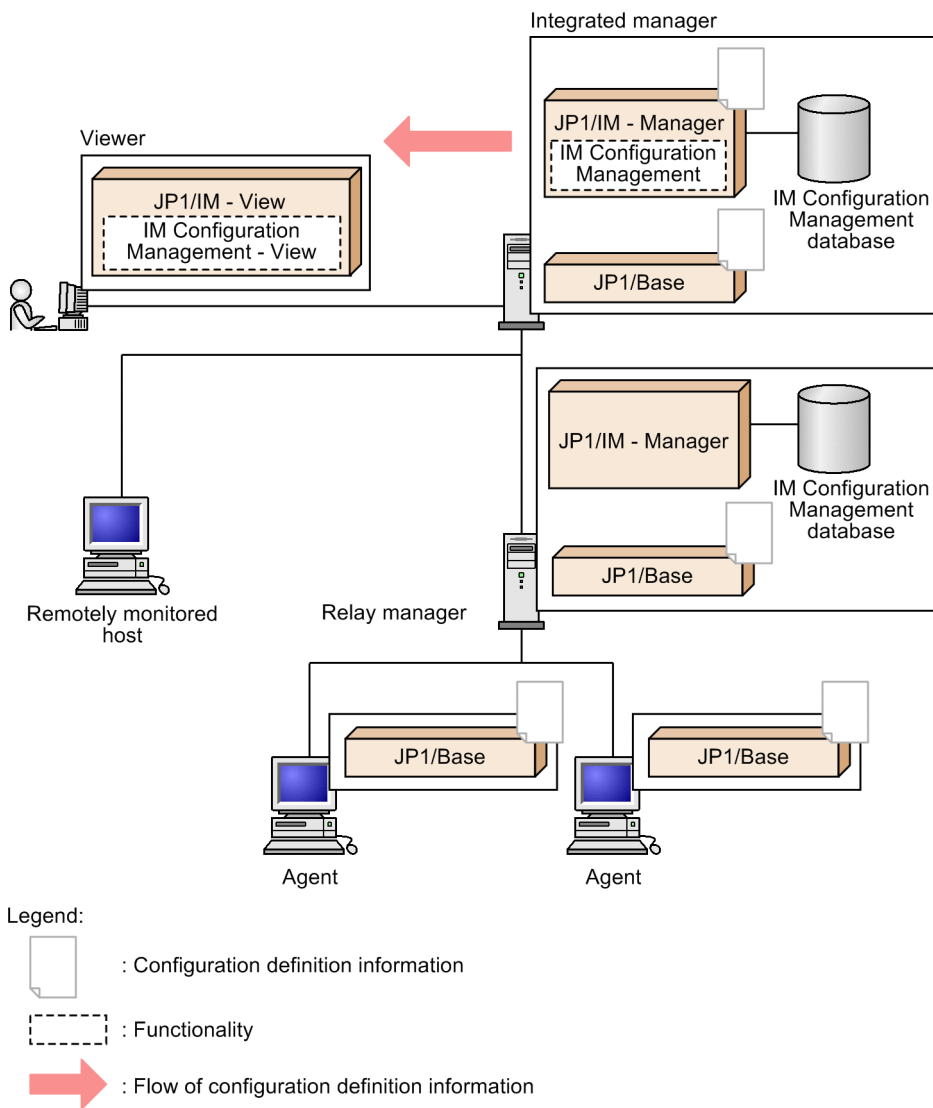 Integrated manager
JP1/IM - Manager
IM Configuration
Management
IM Configuration
Management
database
JP1/Base
Viewer
JP1/IM - View
IM Configuration
Management - View
JP1/IM - Manager
IM Configuration
Management
database
JP1/Base
Remotely monitored
host
Relay manager
JP1/Base
JP1/Base
Agent
Agent
Legend:
: Configuration definition information
: Functionality
: Flow of configuration definition information